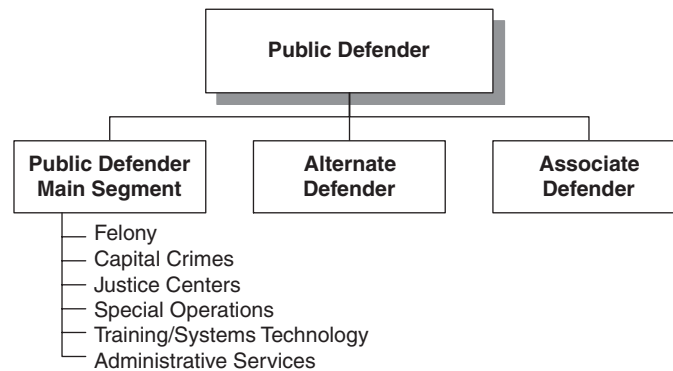 Public Defender
Public Defender
Main Segment
Alternate
Defender
Associate
Defender
Felony
Capital Crimes
Justice Centers
Special Operations
Training/Systems Technology
Administrative Services